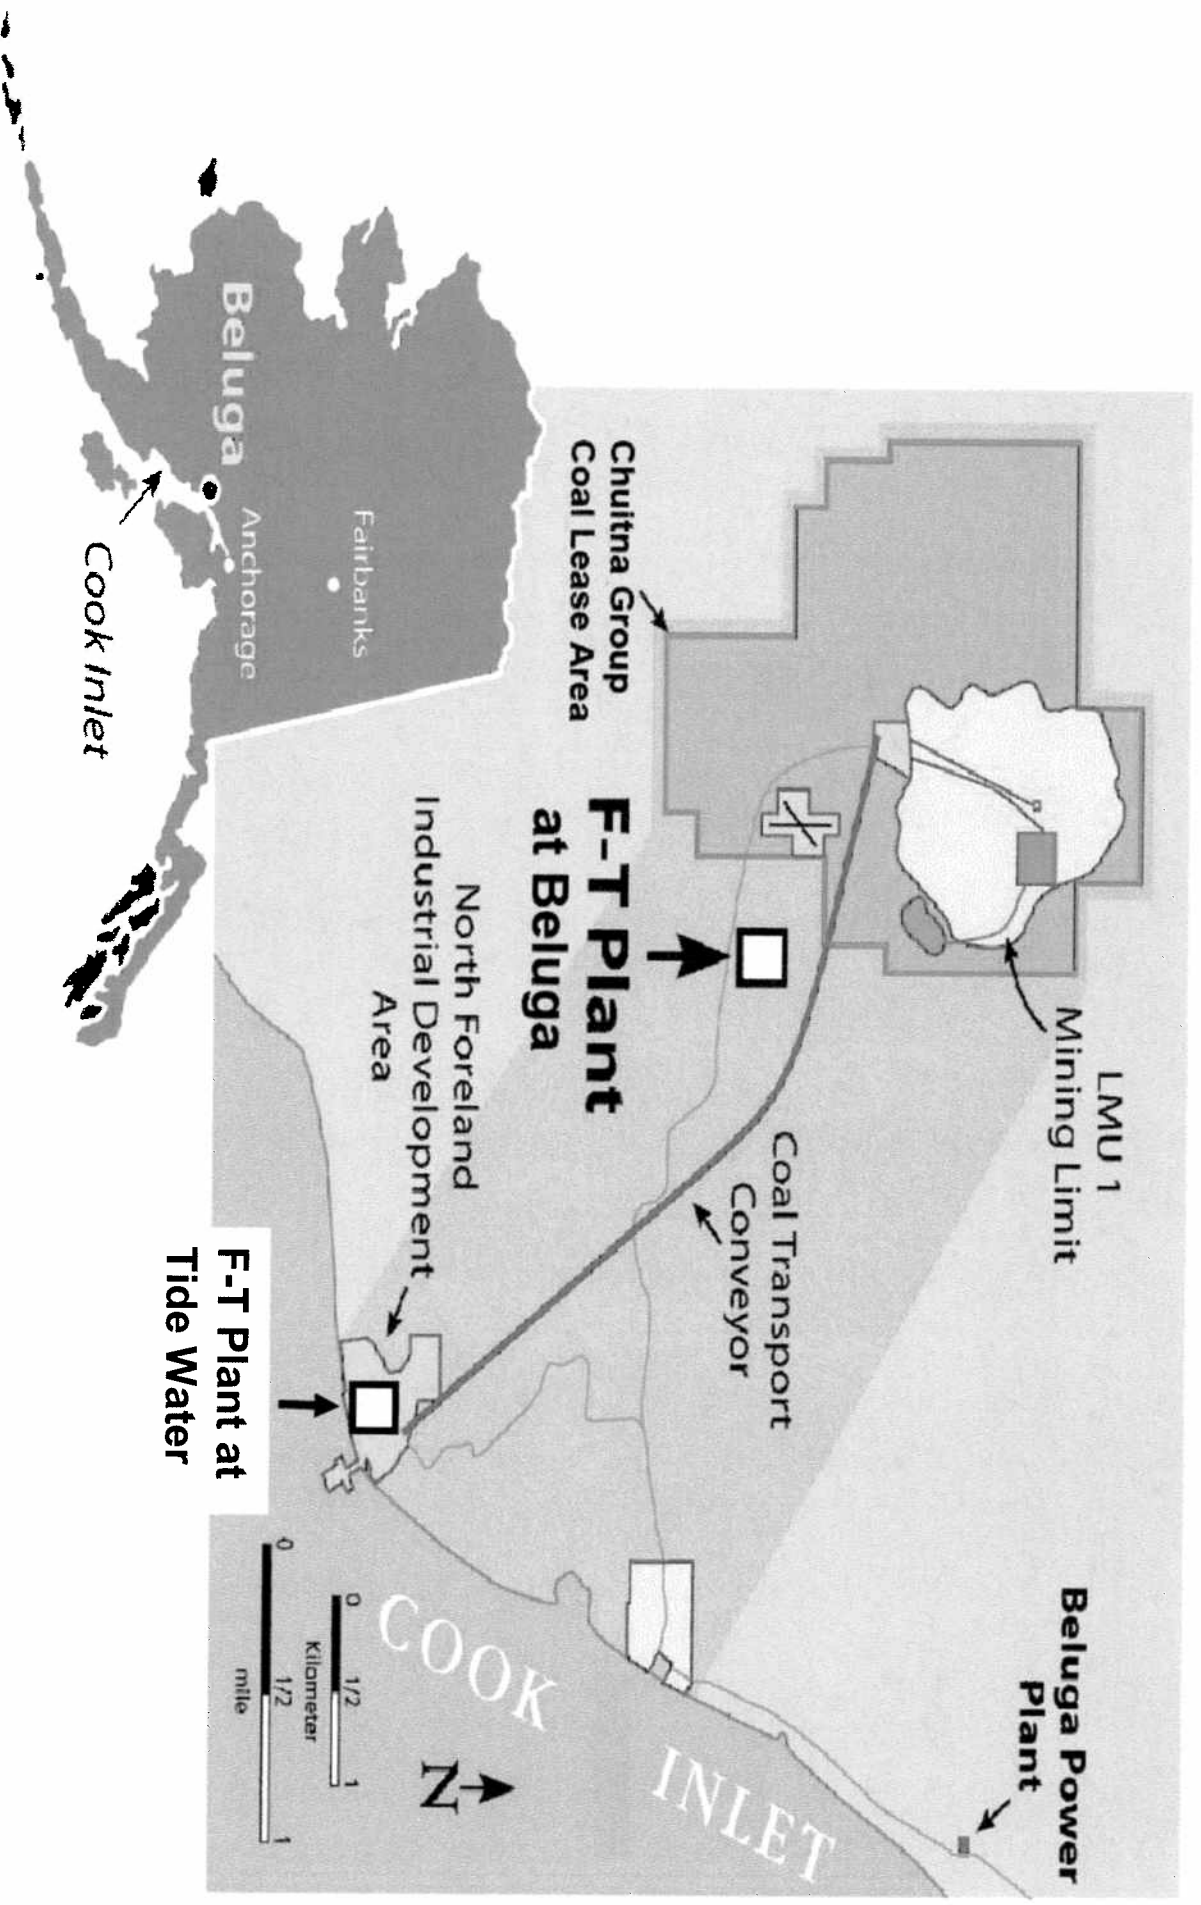 LMU 1
Mining Limit
Beluga Power
Plant
Coal Transport
Conveyor
Chuitna Group
Coal Lease Area
F-T Plant
at Beluga
North Foreland
Industrial Development
Area
COOK
INLET
N
Fairbanks
Anchorage
Beluga
Cook Inlet
F-T Plant at
Tide Water
0 1/2 1
Kilometer
0 1/2 1
mile